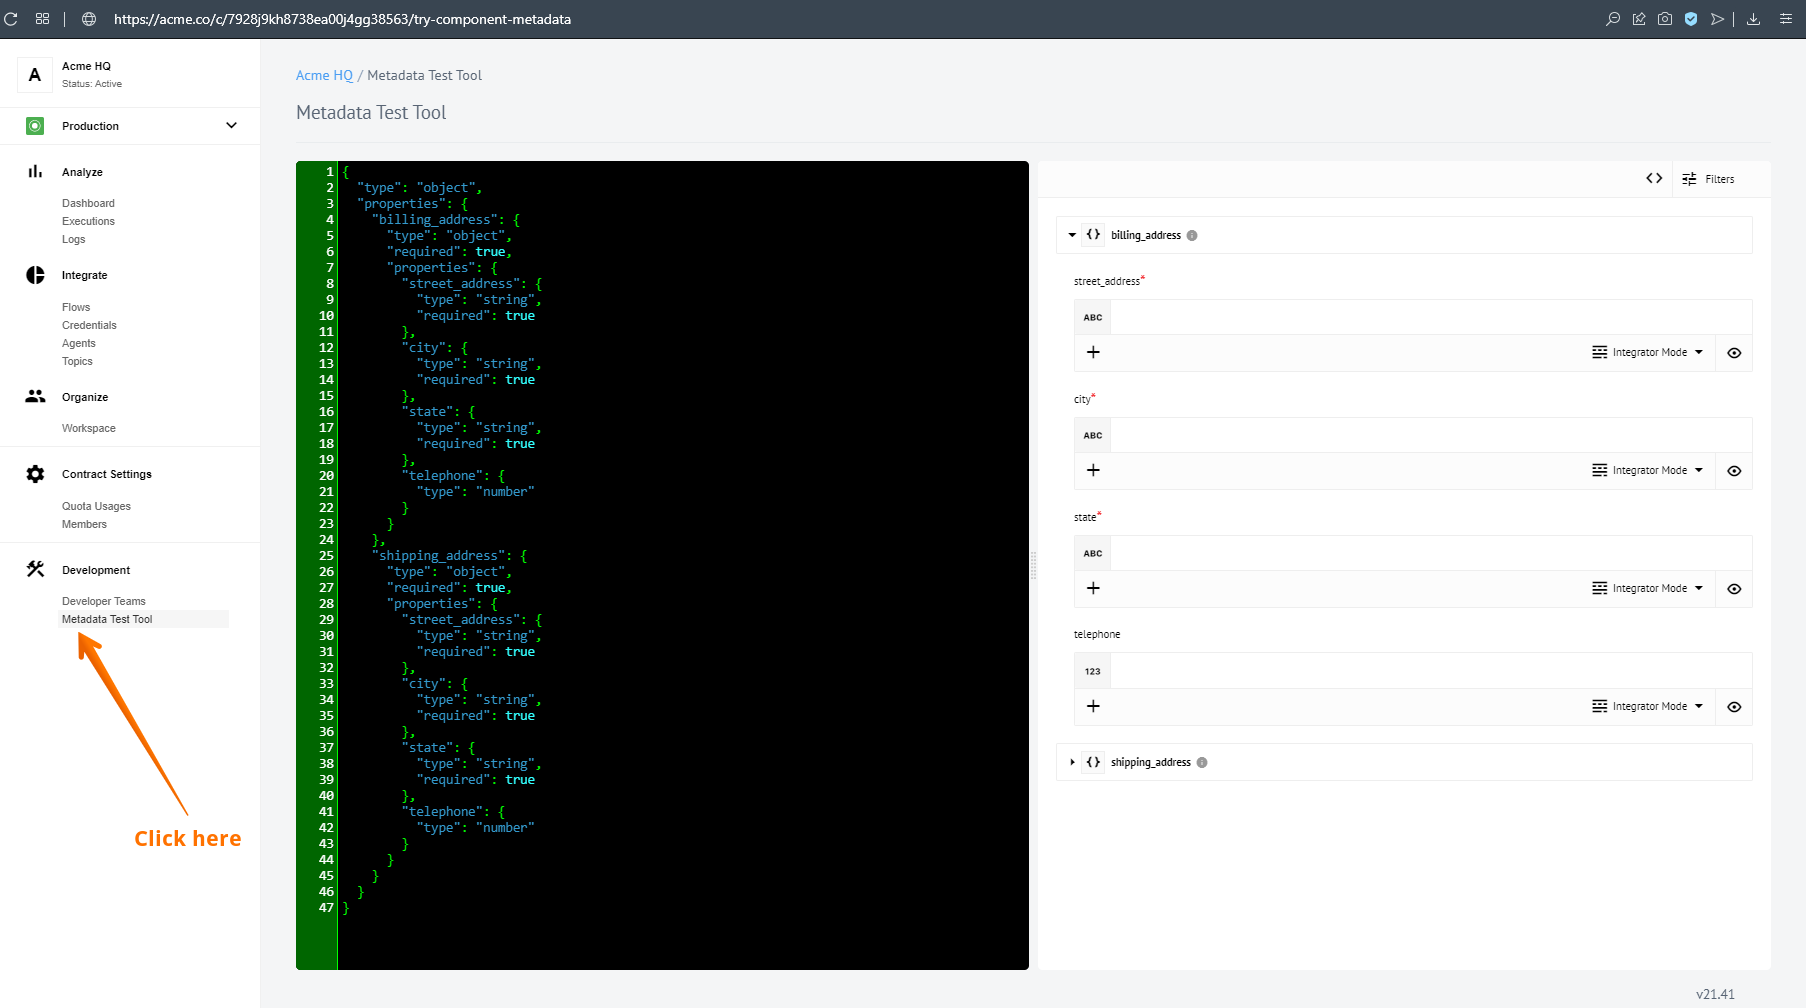 https://acme.co/c/7928j9kh8738ea00j4gg38563/try-component-metadata
A
Acme HQ
Status: Active
Production
Analyze
Dashboard
Executions
Logs
Integrate
Flows
Credentials
Agents
Topics
Organize
Workspace
Contract Settings
Quota Usages
Members
Development
Developer Teams
Metadata Test Tool
Click here
Acme HQ / Metadata Test Tool
Metadata Test Tool
1 {
2 "type": "object",
3 "properties": {
4 "billing_address": {
5 "type": "object",
6 "required": true,
7 "properties": {
8 "street_address": {
9 "type": "string",
10 "required": true
11 },
12 "city": {
13 "type": "string",
14 "required": true
15 },
16 "state": {
17 "type": "string",
18 "required": true
19 },
20 "telephone": {
21 "type": "number"
22 }
23 }
24 },
25 "shipping_address": {
26 "type": "object",
27 "required": true,
28 "properties": {
29 "street_address": {
30 "type": "string",
31 "required": true
32 },
33 "city": {
34 "type": "string",
35 "required": true
36 },
37 "state": {
38 "type": "string",
39 "required": true
40 },
41 "telephone": {
42 "type": "number"
43 }
44 }
45 }
46 }
47 }
<> Filters
{} billing_address
street_address*
ABC
+ Integrator Mode
city*
ABC
+ Integrator Mode
state*
ABC
+ Integrator Mode
telephone
123
+ Integrator Mode
{} shipping_address
v21.41